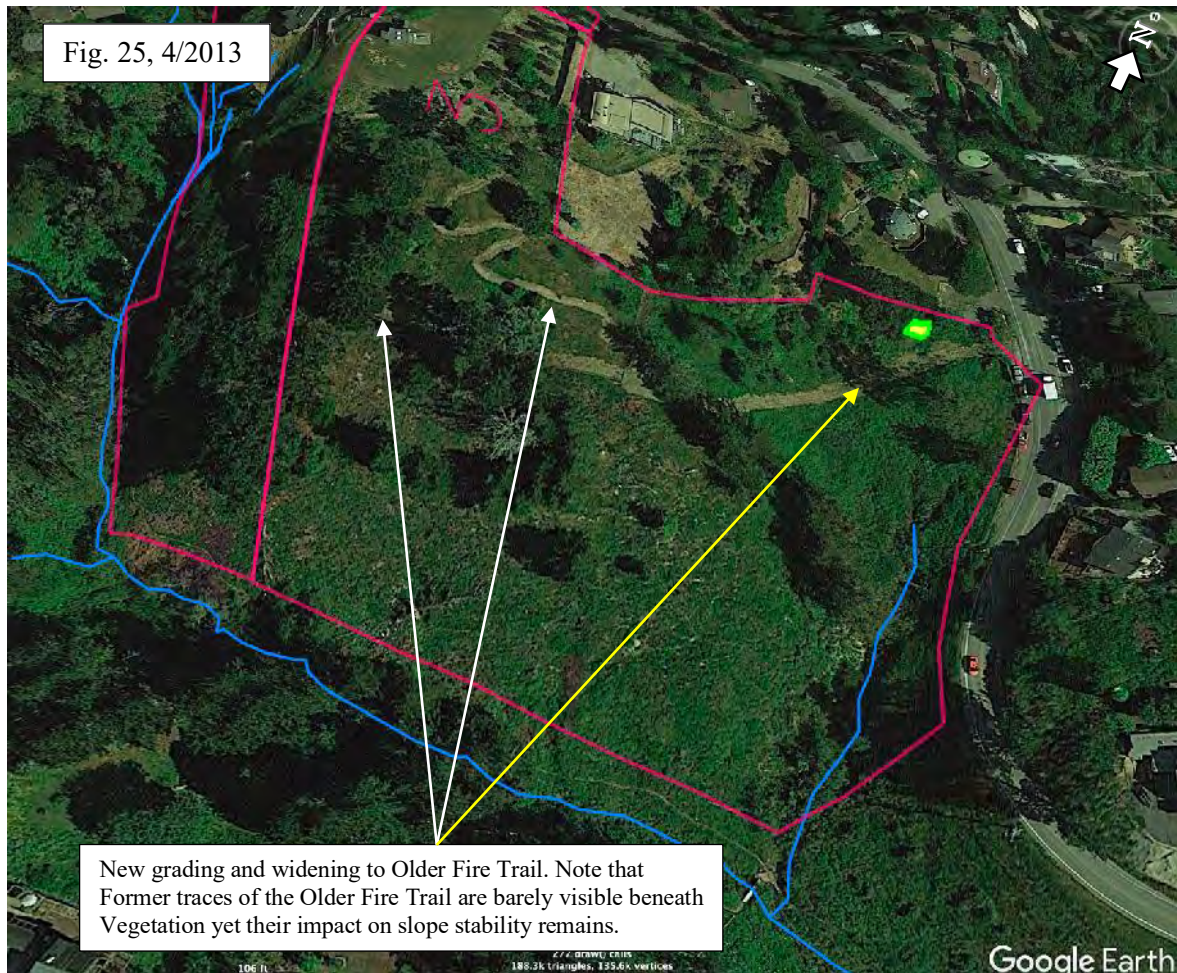 Fig. 25, 4/2013
N
New grading and widening to Older Fire Trail. Note that
Former traces of the Older Fire Trail are barely visible beneath
Vegetation yet their impact on slope stability remains.
272 draw() calls
106 ft
188.3k triangles, 135.6k vertices
Google Earth